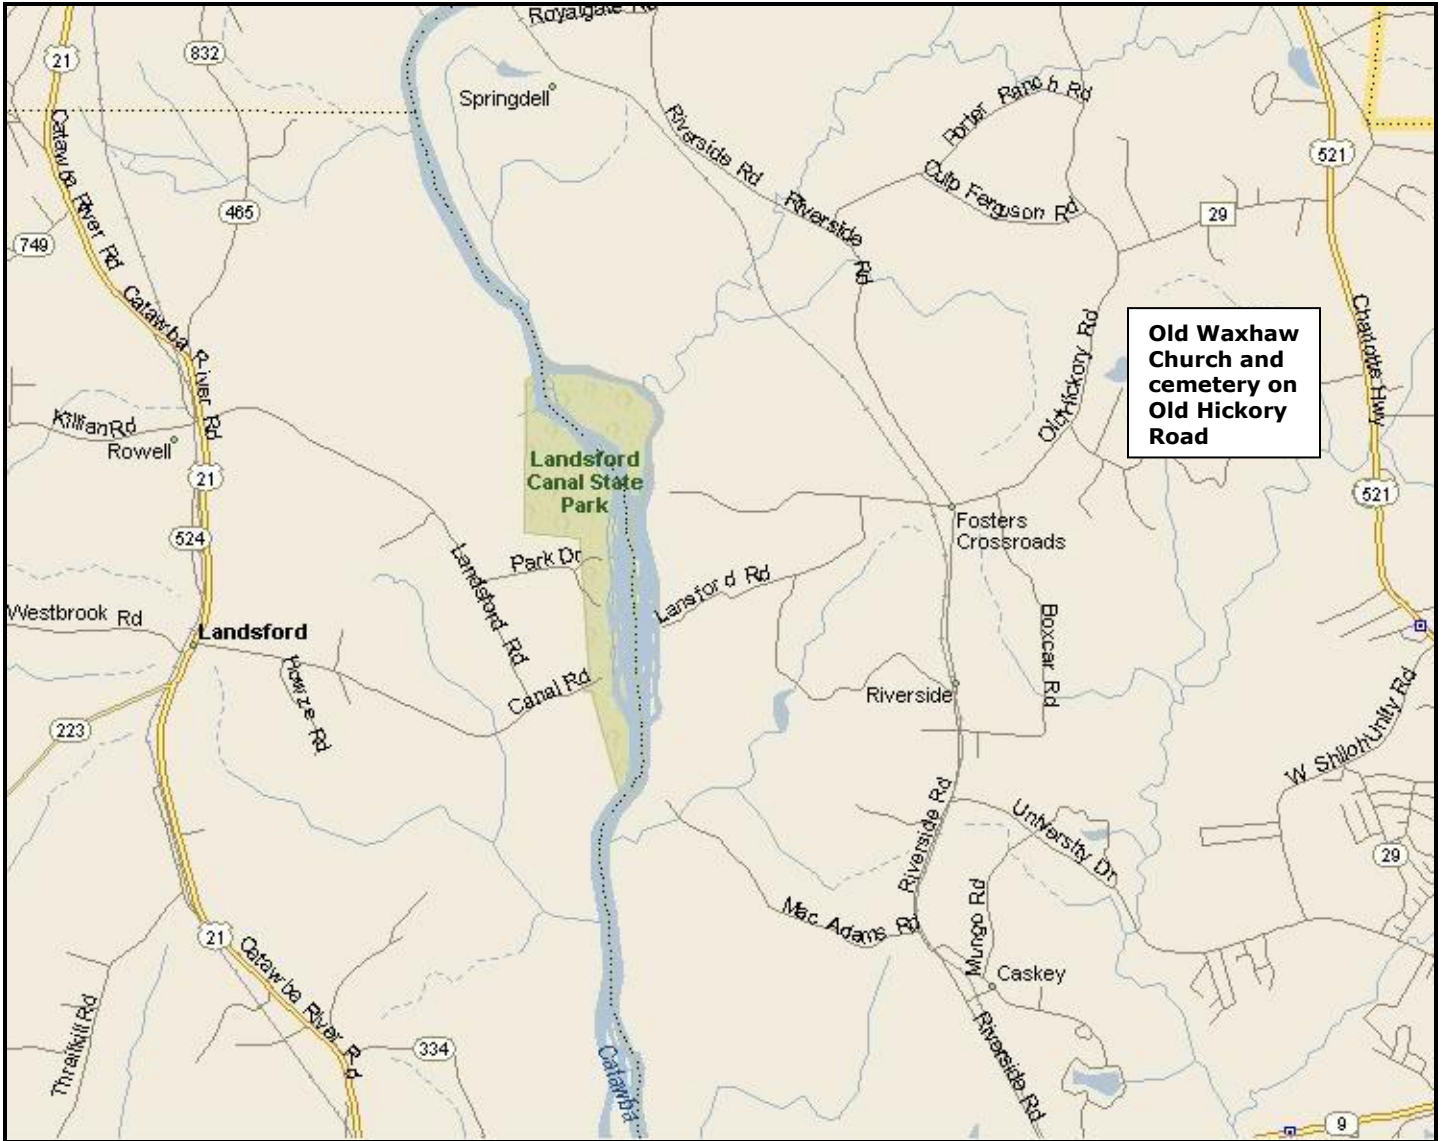 Royalgate Rd
21
832
Springdell
Porter Ranch Rd
Riverside Rd
521
Culp Ferguson Rd
Catawba River Rd
465
Riverside
Rd
29
749
Catawba River Rd
Charlotte Hwy
Old Hickory Rd
Old Waxhaw
Church and
cemetery on
Old Hickory
Road
Killian Rd
Rowell
21
Landsford
Canal State
Park
521
524
Fosters
Crossroads
Park Dr
Landsford Rd
Lansford Rd
Westbrook Rd
Landsford
Boxcar Rd
Howze Rd
Canal Rd
Riverside
223
W Shiloh Unity Rd
Riverside Rd
University Dr
29
Mac Adams Rd
Mungo Rd
21
Catawba River Rd
Caskey
Threilkill Rd
334
Riverside Rd
Catawba
9